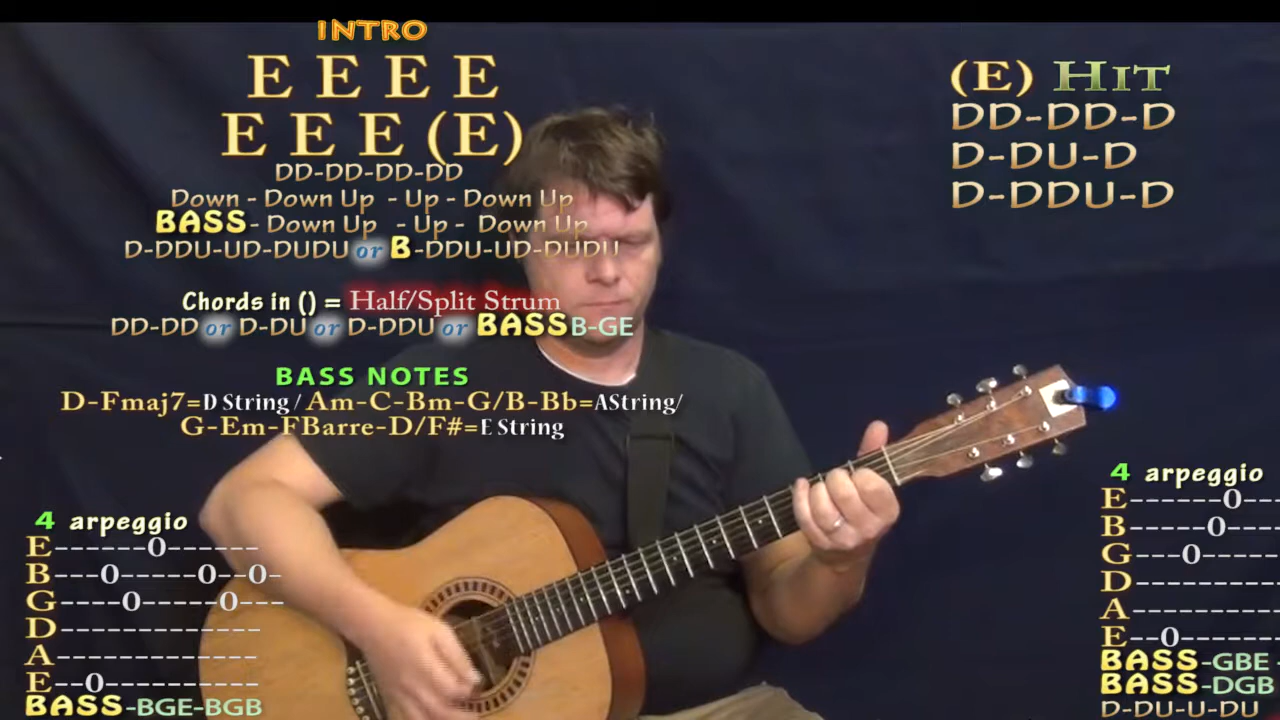 INTRO
E E E E
E E E (E)
DD-DD-DD-DD
Down - Down Up - Up - Down Up
BASS- Down Up - Up - Down Up
D-DDU-UD-DUDU or B-DDU-UD-DUDU
Chords in () = Half/Split Strum
DD-DD or D-DU or D-DDU or BASS B-GE
BASS NOTES
D-Fmaj7=D String / Am-C-Bm-G/B-Bb=AString/
G-Em-FBarre-D/F#=E String
(E) HIT
DD-DD-D
D-DU-D
D-DDU-D
4 arpeggio
E------0------
B---0-----0--0-
G----0-----0---
D-------------
A-------------
E--0----------
BASS-BGE-BGB
4 arpeggio
E------0---
B-----0----
G---0------
D----------
A----------
E--0-------
BASS-GBE-
BASS-DGB
D-DU-U-DU